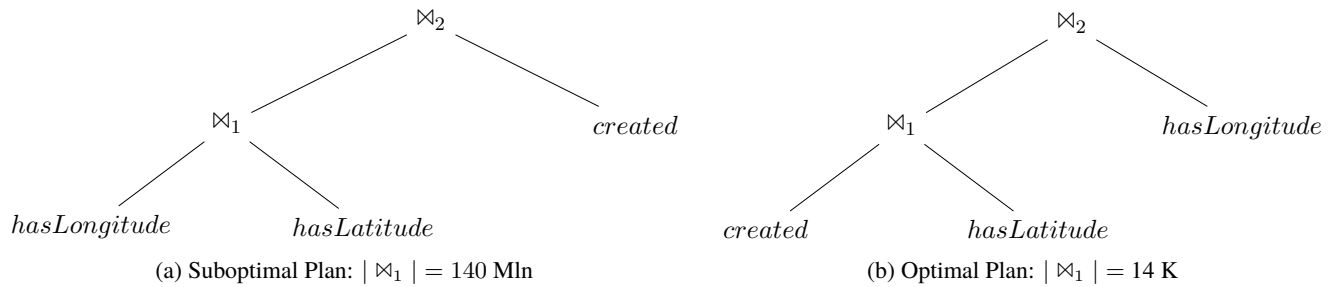 ⋈₂ ⋈₂
⋈₁ created ⋈₁ hasLongitude
hasLongitude hasLatitude created hasLatitude
(a) Suboptimal Plan: | ⋈₁ | = 140 Mln (b) Optimal Plan: | ⋈₁ | = 14 K